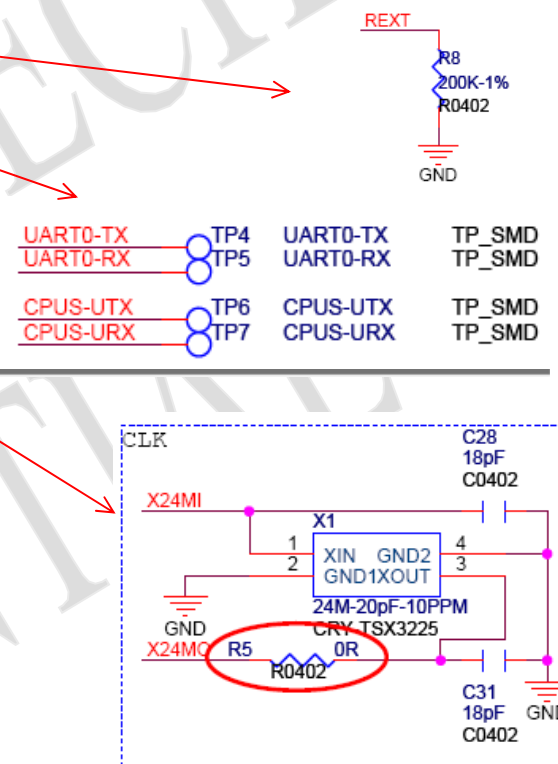 REXT
R8
200K-1%
R0402
GND
UART0-TX TP4 UART0-TX TP_SMD
UART0-RX TP5 UART0-RX TP_SMD
CPUS-UTX TP6 CPUS-UTX TP_SMD
CPUS-URX TP7 CPUS-URX TP_SMD
CLK
C28
18pF
C0402
X24MI
X1
1 XIN GND2 4
2 GND1XOUT 3
24M-20pF-10PPM
CRY-TSX3225
GND
X24MO R5 0R
R0402
C31
18pF GND
C0402